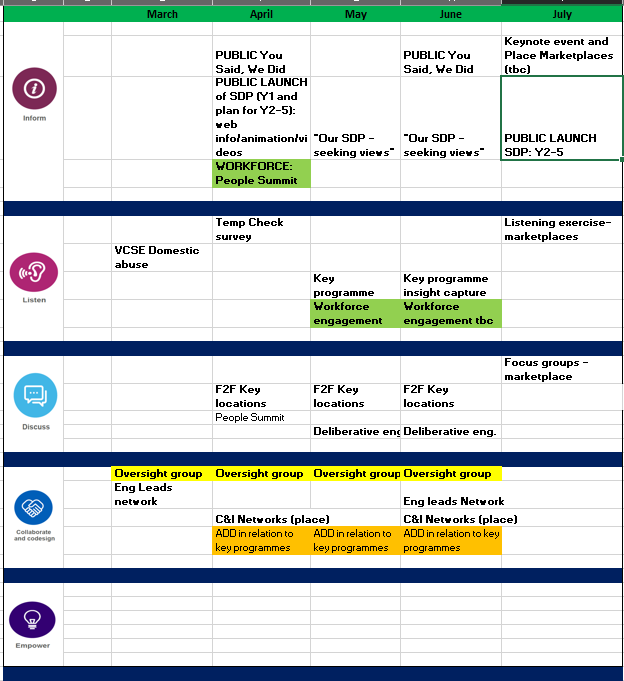 March April May June July
Keynote event and
PUBLIC You PUBLIC You Place Marketplaces
Said, We Did Said, We Did (tbc)
PUBLIC LAUNCH
of SDP (Y1 and
plan for Y2-5):
web
info/animation/vi "Our SDP - "Our SDP - PUBLIC LAUNCH
deos seeking views" seeking views" SDP: Y2-5
Inform
WORKFORCE:
People Summit
Temp Check Listening exercise-
survey marketplaces
VCSE Domestic
abuse
Key Key programme
programme insight capture
Listen
Workforce Workforce
engagement engagement tbc
Focus groups -
marketplace
F2F Key F2F Key F2F Key
locations locations locations
People Summit
Discuss
Deliberative eng Deliberative eng.
Oversight group Oversight group Oversight group Oversight group
Eng Leads
network Eng leads Network
C&I Networks (place) C&I Networks (place)
Collaborate
and codesign
ADD in relation to ADD in relation to ADD in relation to key
key programmes key programmes programmes
Empower